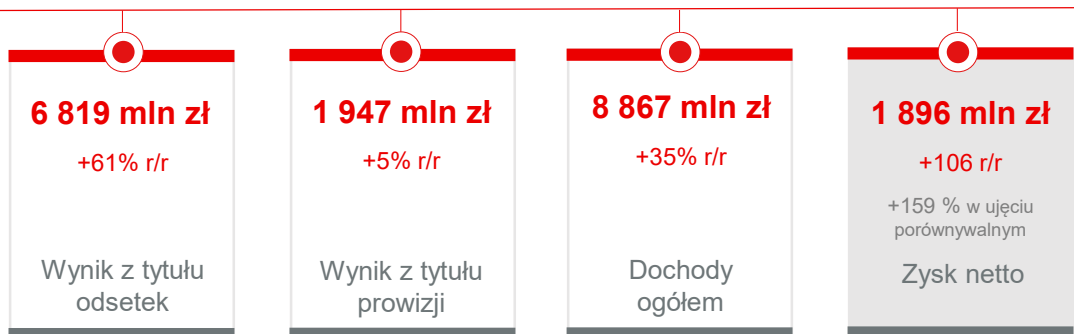 6 819 mln zł
+61% r/r
Wynik z tytułu
odsetek
1 947 mln zł
+5% r/r
Wynik z tytułu
prowizji
8 867 mln zł
+35% r/r
Dochody
ogółem
1 896 mln zł
+106 r/r
+159 % w ujęciu
porównywalnym
Zysk netto